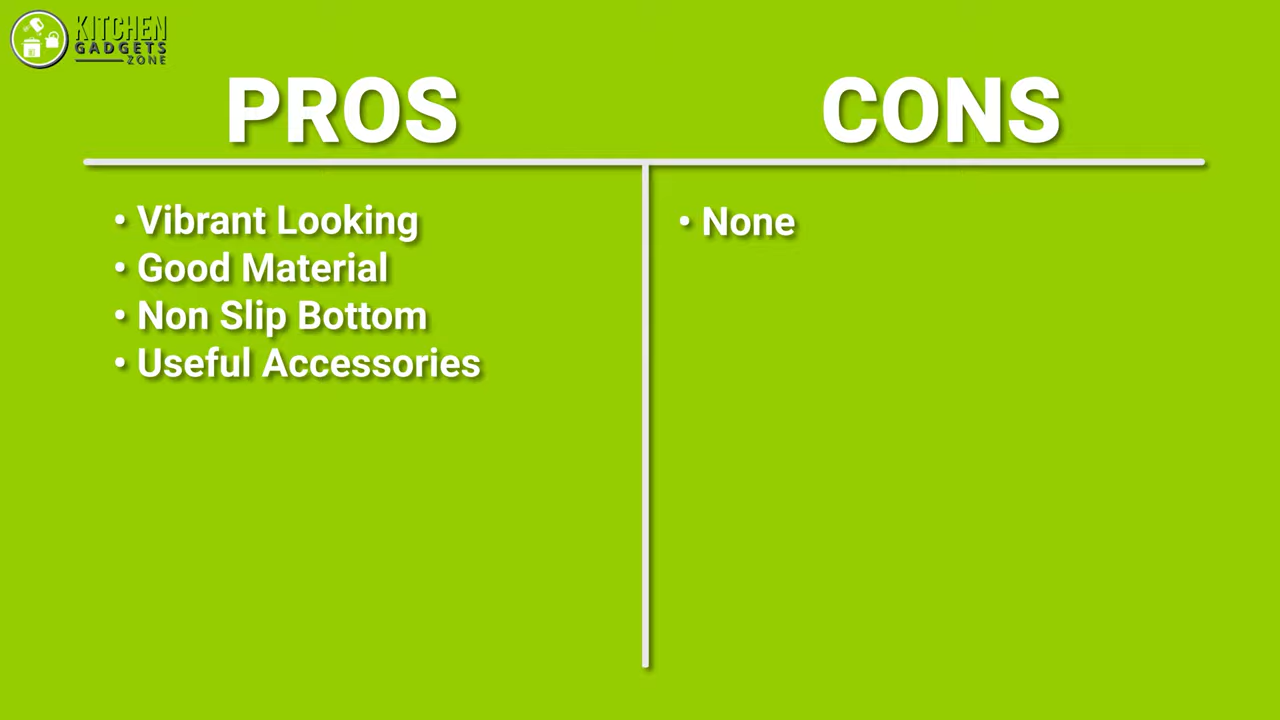 KITCHEN
GADGETS
ZONE
PROS
CONS
• Vibrant Looking
• Good Material
• Non Slip Bottom
• Useful Accessories
• None